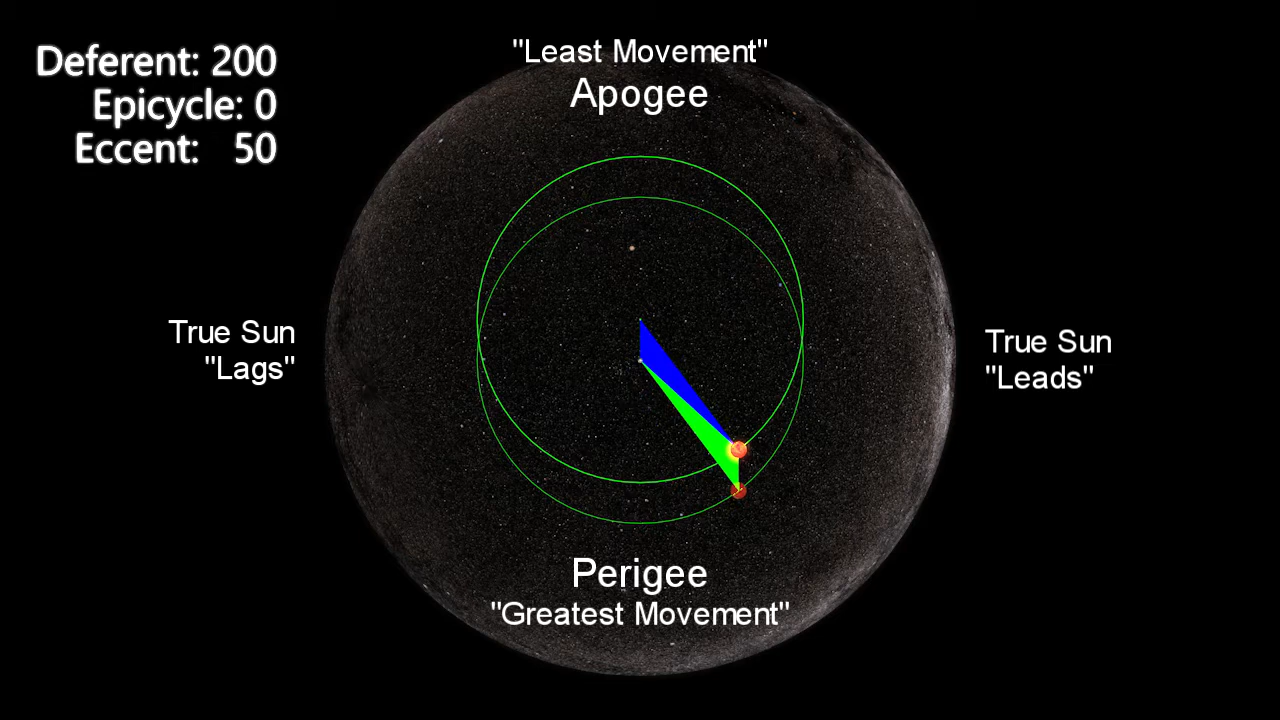 Deferent: 200
Epicycle: 0
Eccent: 50
"Least Movement"
Apogee
True Sun
"Lags"
True Sun
"Leads"
Perigee
"Greatest Movement"